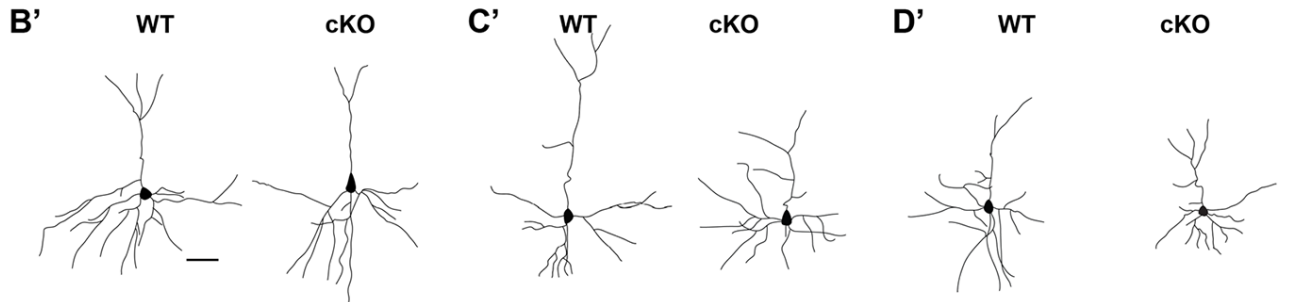 B’ WT cKO C’ WT cKO D’ WT cKO